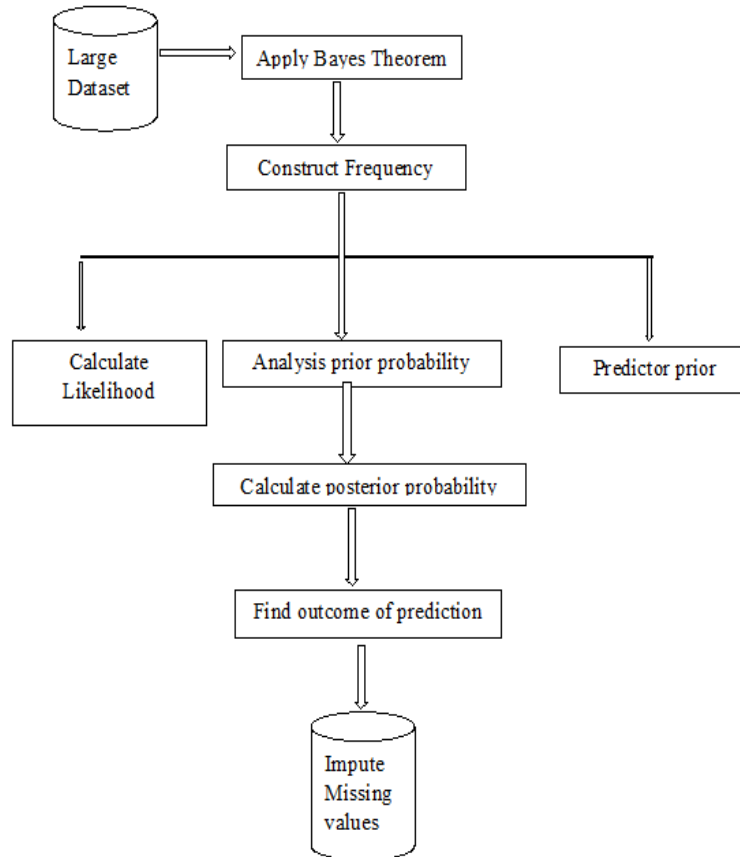 Large
Dataset
Apply Bayes Theorem
Construct Frequency
Calculate
Likelihood
Analysis prior probability
Predictor prior
Calculate posterior probability
Find outcome of prediction
Impute
Missing
values